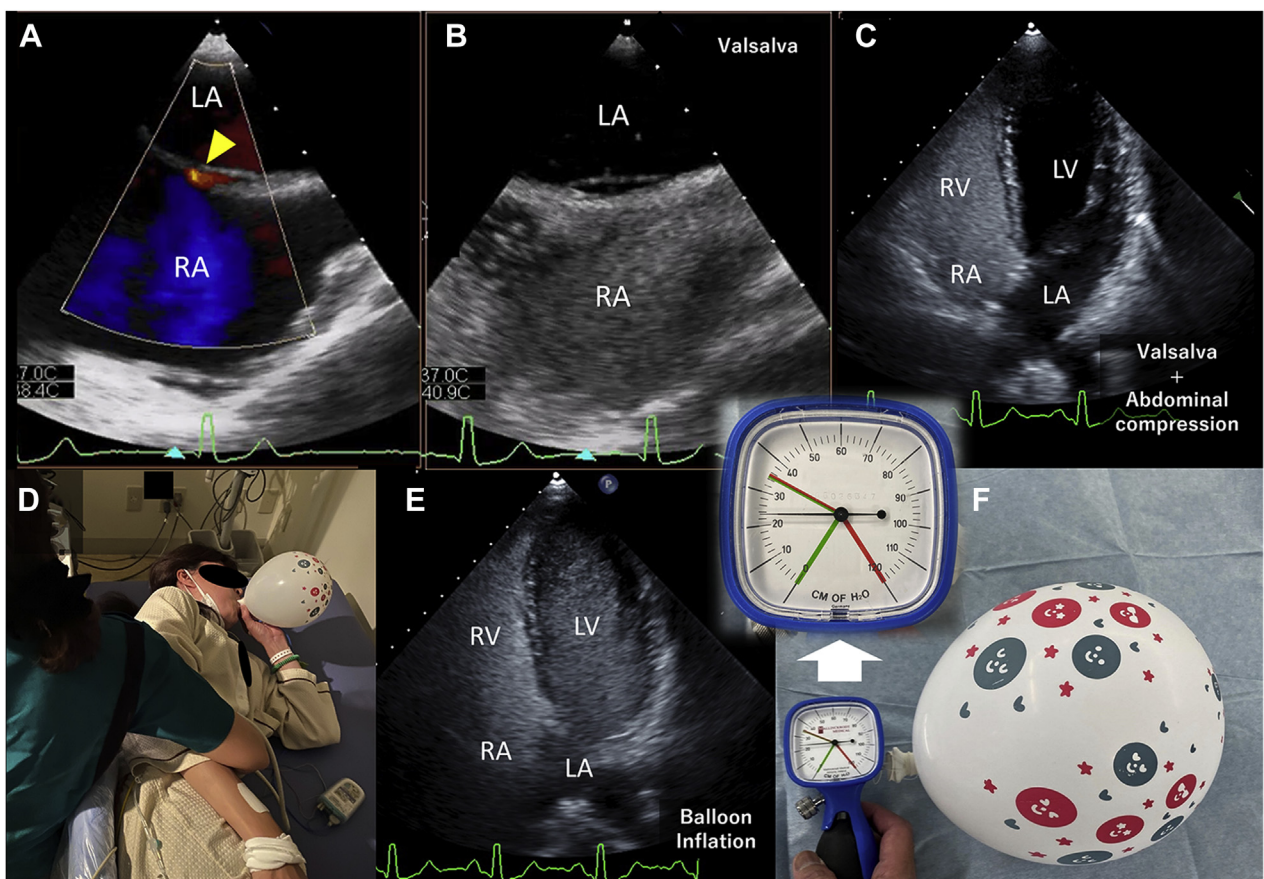 A
LA
RA
7.0C
38.4C
B
Valsalva
LA
RA
37.0C
40.9C
C
RV
LV
RA
LA
Valsalva
+
Abdominal
compression
D
E
P
RV
LV
RA
LA
Balloon
Inflation
F
0
10
20
30
40
50
60
70
80
90
100
110
120
CM OF H₂O
Germany